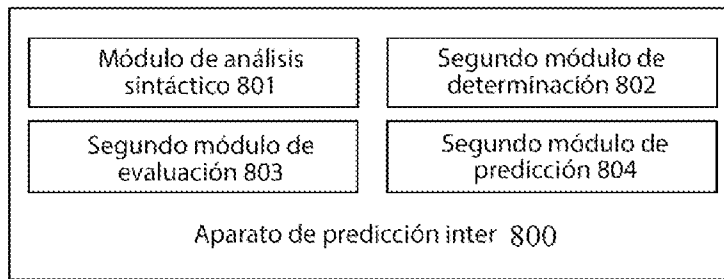 Módulo de análisis
sintáctico 801
Segundo módulo de
determinación 802
Segundo módulo de
evaluación 803
Segundo módulo de
predicción 804
Aparato de predicción inter 800